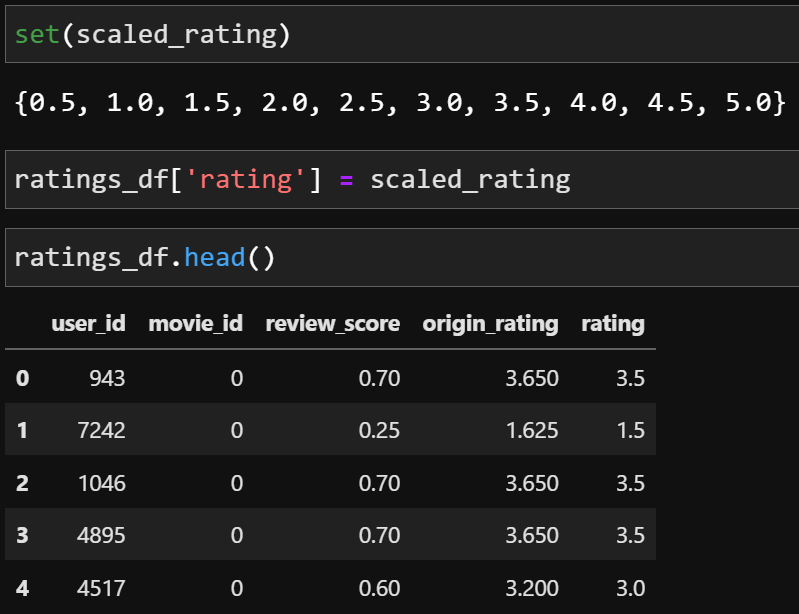 set(scaled_rating)
{0.5, 1.0, 1.5, 2.0, 2.5, 3.0, 3.5, 4.0, 4.5, 5.0}
ratings_df['rating'] = scaled_rating
ratings_df.head()
user_id movie_id review_score origin_rating rating
0 943 0 0.70 3.650 3.5
1 7242 0 0.25 1.625 1.5
2 1046 0 0.70 3.650 3.5
3 4895 0 0.70 3.650 3.5
4 4517 0 0.60 3.200 3.0